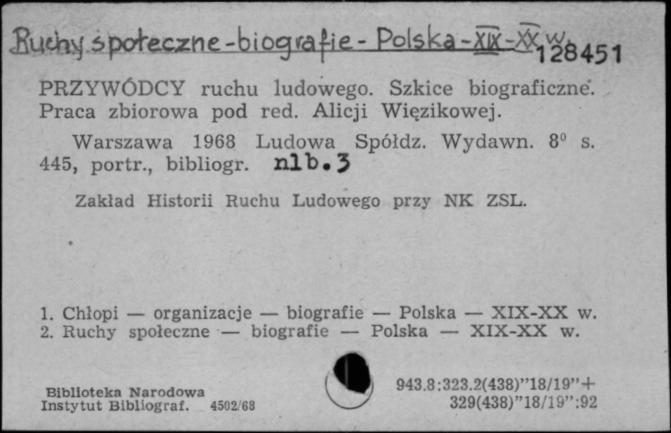 Ruchy społeczne - biografie - Polska - XIX - XX w.
128451
PRZYWÓDCY ruchu ludowego. Szkice biograficzne.
Praca zbiorowa pod red. Alicji Więzikowej.
Warszawa 1968 Ludowa Spółdz. Wydawn. 8⁰ s.
445, portr., bibliogr. nlb. 3
Zakład Historii Ruchu Ludowego przy NK ZSL.
1. Chłopi — organizacje — biografie — Polska — XIX-XX w.
2. Ruchy społeczne — biografie — Polska — XIX-XX w.
Biblioteka Narodowa
Instytut Bibliograf. 4502/68
943.8:323.2(438)”18/19”+
329(438)”18/19”:92